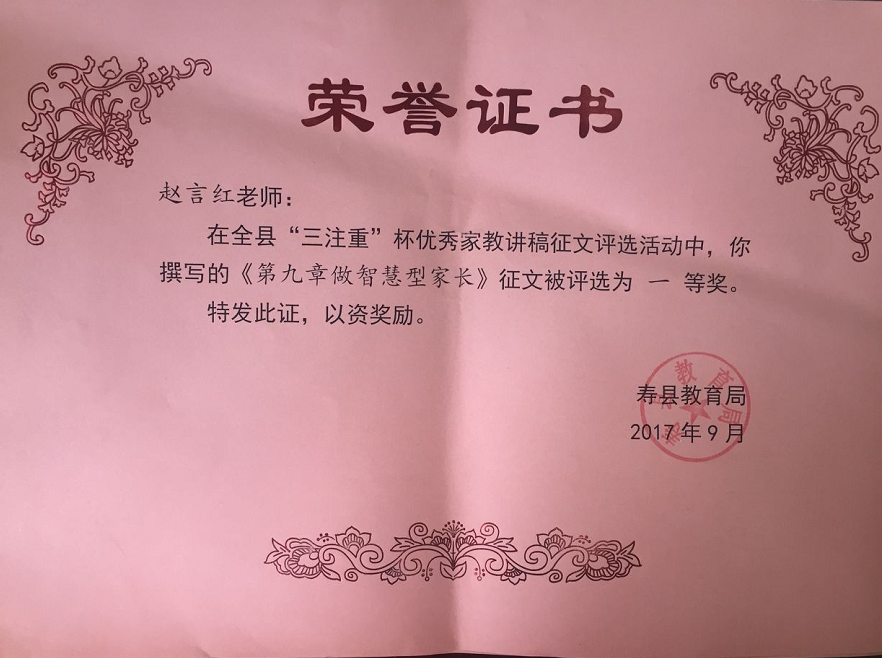 荣誉证书
赵言红老师：
在全县“三注重”杯优秀家教讲稿征文评选活动中，你
撰写的《第九章做智慧型家长》征文被评选为 一 等奖。
特发此证，以资奖励。
寿县教育局
2017年9月